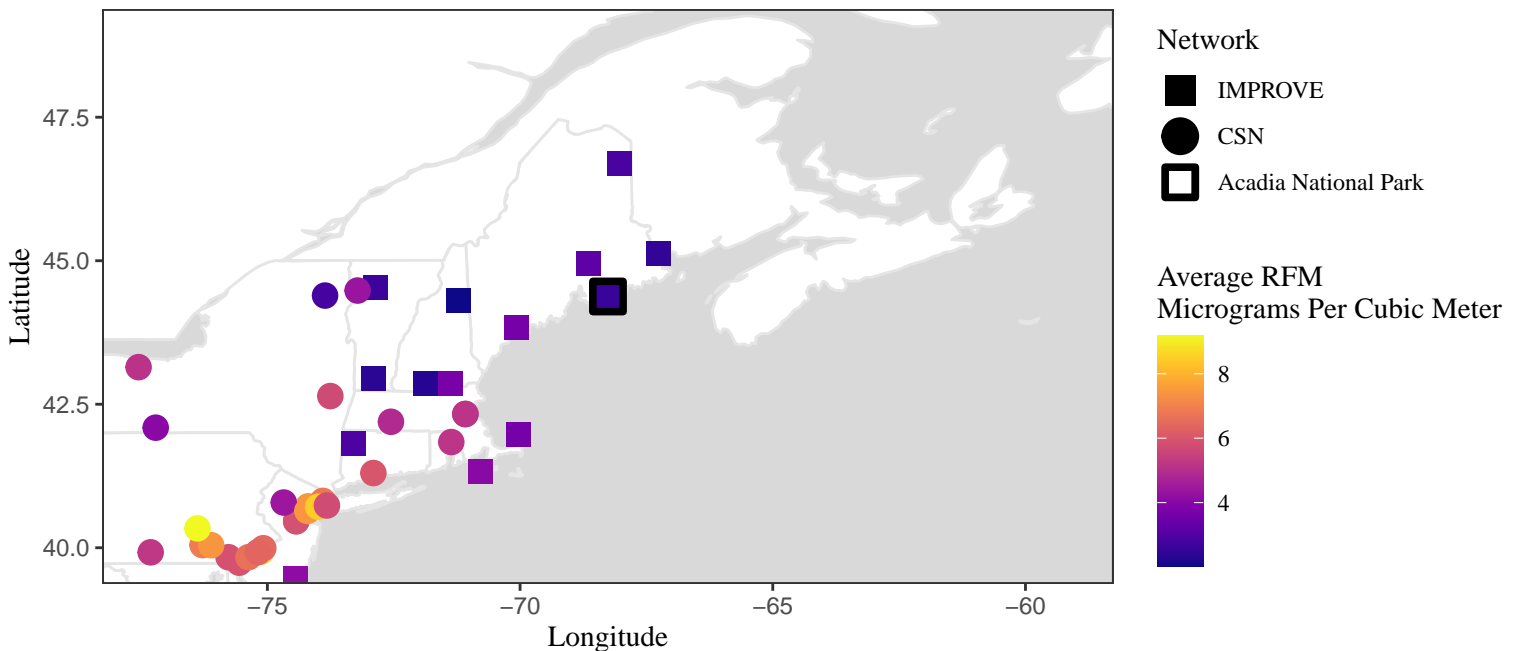 47.5
45.0
42.5
40.0
Latitude
−75
−70
−65
−60
Longitude
Network
IMPROVE
CSN
Acadia National Park
Average RFM
Micrograms Per Cubic Meter
8
6
4